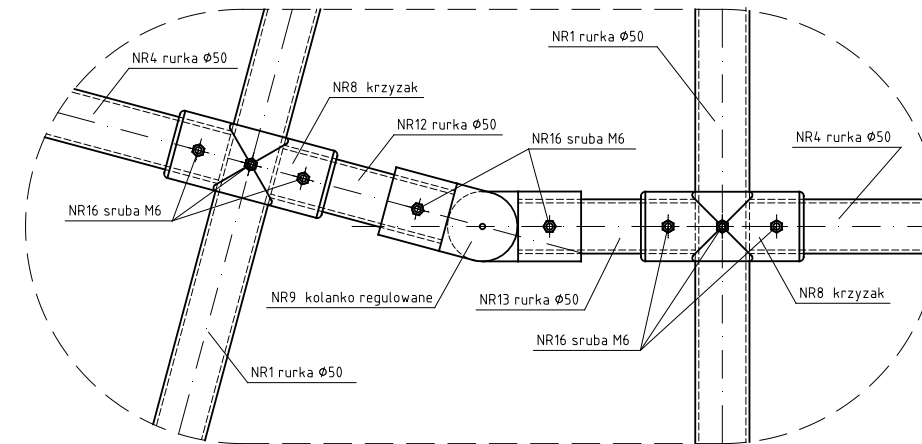 NR1 rurka Ø50
NR4 rurka Ø50
NR8 krzyzak
NR12 rurka Ø50
NR16 sruba M6
NR4 rurka Ø50
NR16 sruba M6
NR9 kolanko regulowane
NR13 rurka Ø50
NR8 krzyzak
NR16 sruba M6
NR1 rurka Ø50